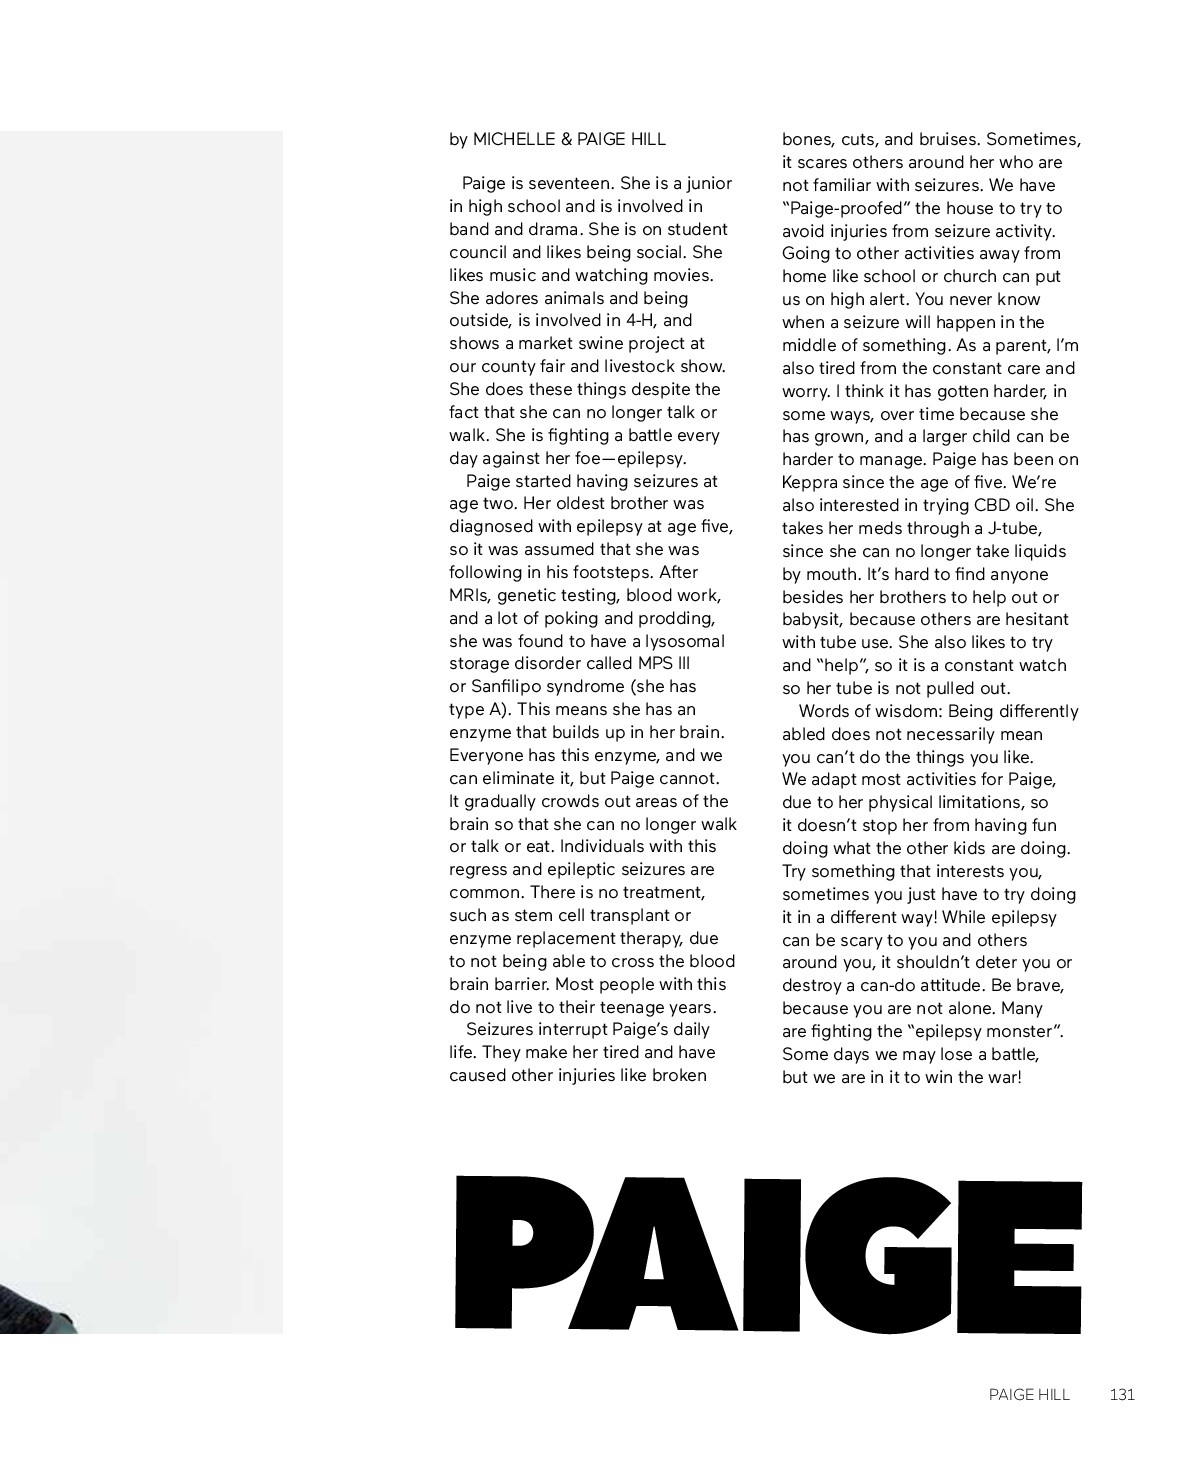 by MICHELLE & PAIGE HILL
Paige is seventeen. She is a junior
in high school and is involved in
band and drama. She is on student
council and likes being social. She
likes music and watching movies.
She adores animals and being
outside, is involved in 4-H, and
shows a market swine project at
our county fair and livestock show.
She does these things despite the
fact that she can no longer talk or
walk. She is fighting a battle every
day against her foe—epilepsy.
Paige started having seizures at
age two. Her oldest brother was
diagnosed with epilepsy at age five,
so it was assumed that she was
following in his footsteps. After
MRIs, genetic testing, blood work,
and a lot of poking and prodding,
she was found to have a lysosomal
storage disorder called MPS III
or Sanfilipo syndrome (she has
type A). This means she has an
enzyme that builds up in her brain.
Everyone has this enzyme, and we
can eliminate it, but Paige cannot.
It gradually crowds out areas of the
brain so that she can no longer walk
or talk or eat. Individuals with this
regress and epileptic seizures are
common. There is no treatment,
such as stem cell transplant or
enzyme replacement therapy, due
to not being able to cross the blood
brain barrier. Most people with this
do not live to their teenage years.
Seizures interrupt Paige’s daily
life. They make her tired and have
caused other injuries like broken
bones, cuts, and bruises. Sometimes,
it scares others around her who are
not familiar with seizures. We have
“Paige-proofed” the house to try to
avoid injuries from seizure activity.
Going to other activities away from
home like school or church can put
us on high alert. You never know
when a seizure will happen in the
middle of something. As a parent, I’m
also tired from the constant care and
worry. I think it has gotten harder, in
some ways, over time because she
has grown, and a larger child can be
harder to manage. Paige has been on
Keppra since the age of five. We’re
also interested in trying CBD oil. She
takes her meds through a J-tube,
since she can no longer take liquids
by mouth. It’s hard to find anyone
besides her brothers to help out or
babysit, because others are hesitant
with tube use. She also likes to try
and “help”, so it is a constant watch
so her tube is not pulled out.
Words of wisdom: Being differently
abled does not necessarily mean
you can’t do the things you like.
We adapt most activities for Paige,
due to her physical limitations, so
it doesn’t stop her from having fun
doing what the other kids are doing.
Try something that interests you,
sometimes you just have to try doing
it in a different way! While epilepsy
can be scary to you and others
around you, it shouldn’t deter you or
destroy a can-do attitude. Be brave,
because you are not alone. Many
are fighting the “epilepsy monster”.
Some days we may lose a battle,
but we are in it to win the war!
PAIGE
PAIGE HILL 131